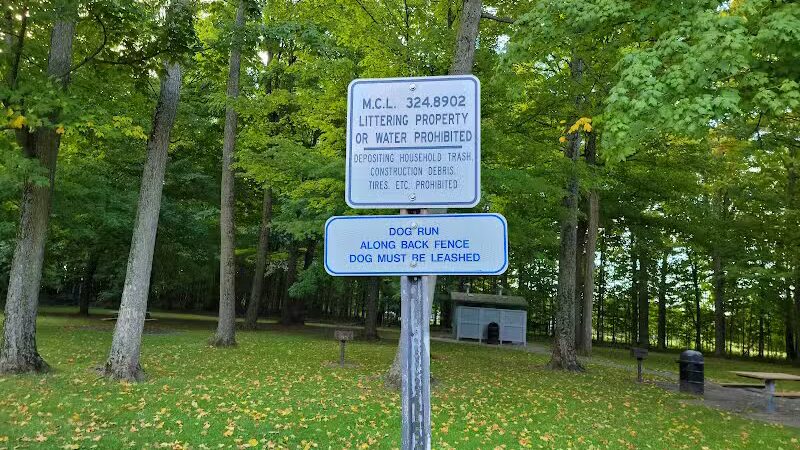 M.C.L. 324.8902
LITTERING PROPERTY
OR WATER PROHIBITED
DEPOSITING HOUSEHOLD TRASH,
CONSTRUCTION DEBRIS,
TIRES, ETC. PROHIBITED
DOG RUN
ALONG BACK FENCE
DOG MUST BE LEASHED